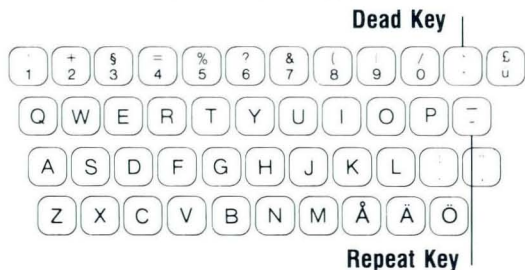 Dead Key
+ § = % ? & ( ( / ` £
1 2 3 4 5 6 7 8 9 0 u
Q W E R T Y U I O P —
-
A S D F G H J K L
Z X C V B N M Å Ä Ö
Repeat Key